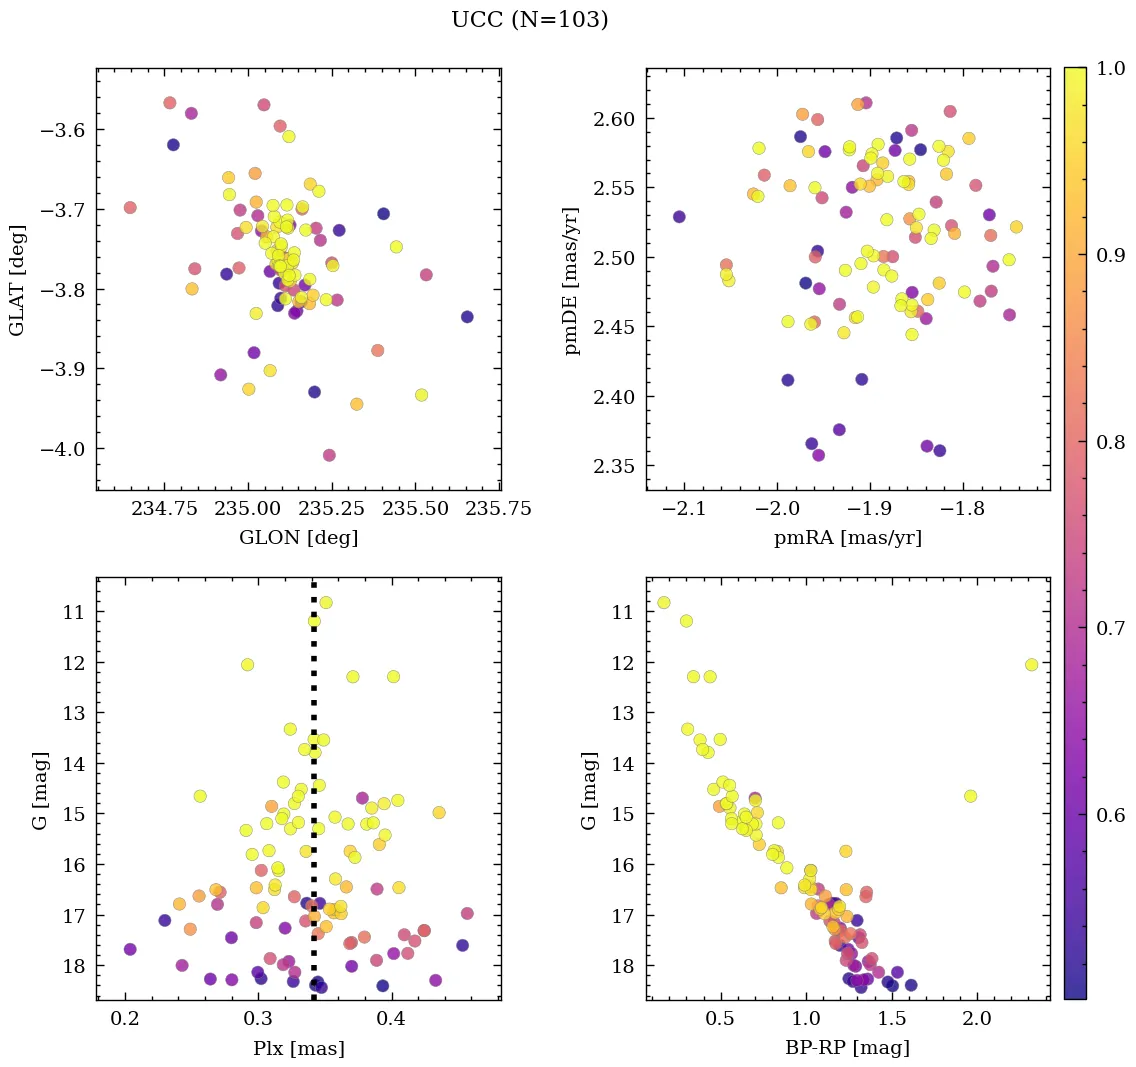 UCC (N=103)
−3.6
−3.7
−3.8
−3.9
−4.0
GLAT [deg]
234.75 235.00 235.25 235.50 235.75
GLON [deg]
2.60
2.55
2.50
2.45
2.40
2.35
pmDE [mas/yr]
−2.1 −2.0 −1.9 −1.8
pmRA [mas/yr]
1.0
0.9
0.8
0.7
0.6
11
12
13
14
15
16
17
18
G [mag]
0.2 0.3 0.4
Plx [mas]
11
12
13
14
15
16
17
18
G [mag]
0.5 1.0 1.5 2.0
BP-RP [mag]